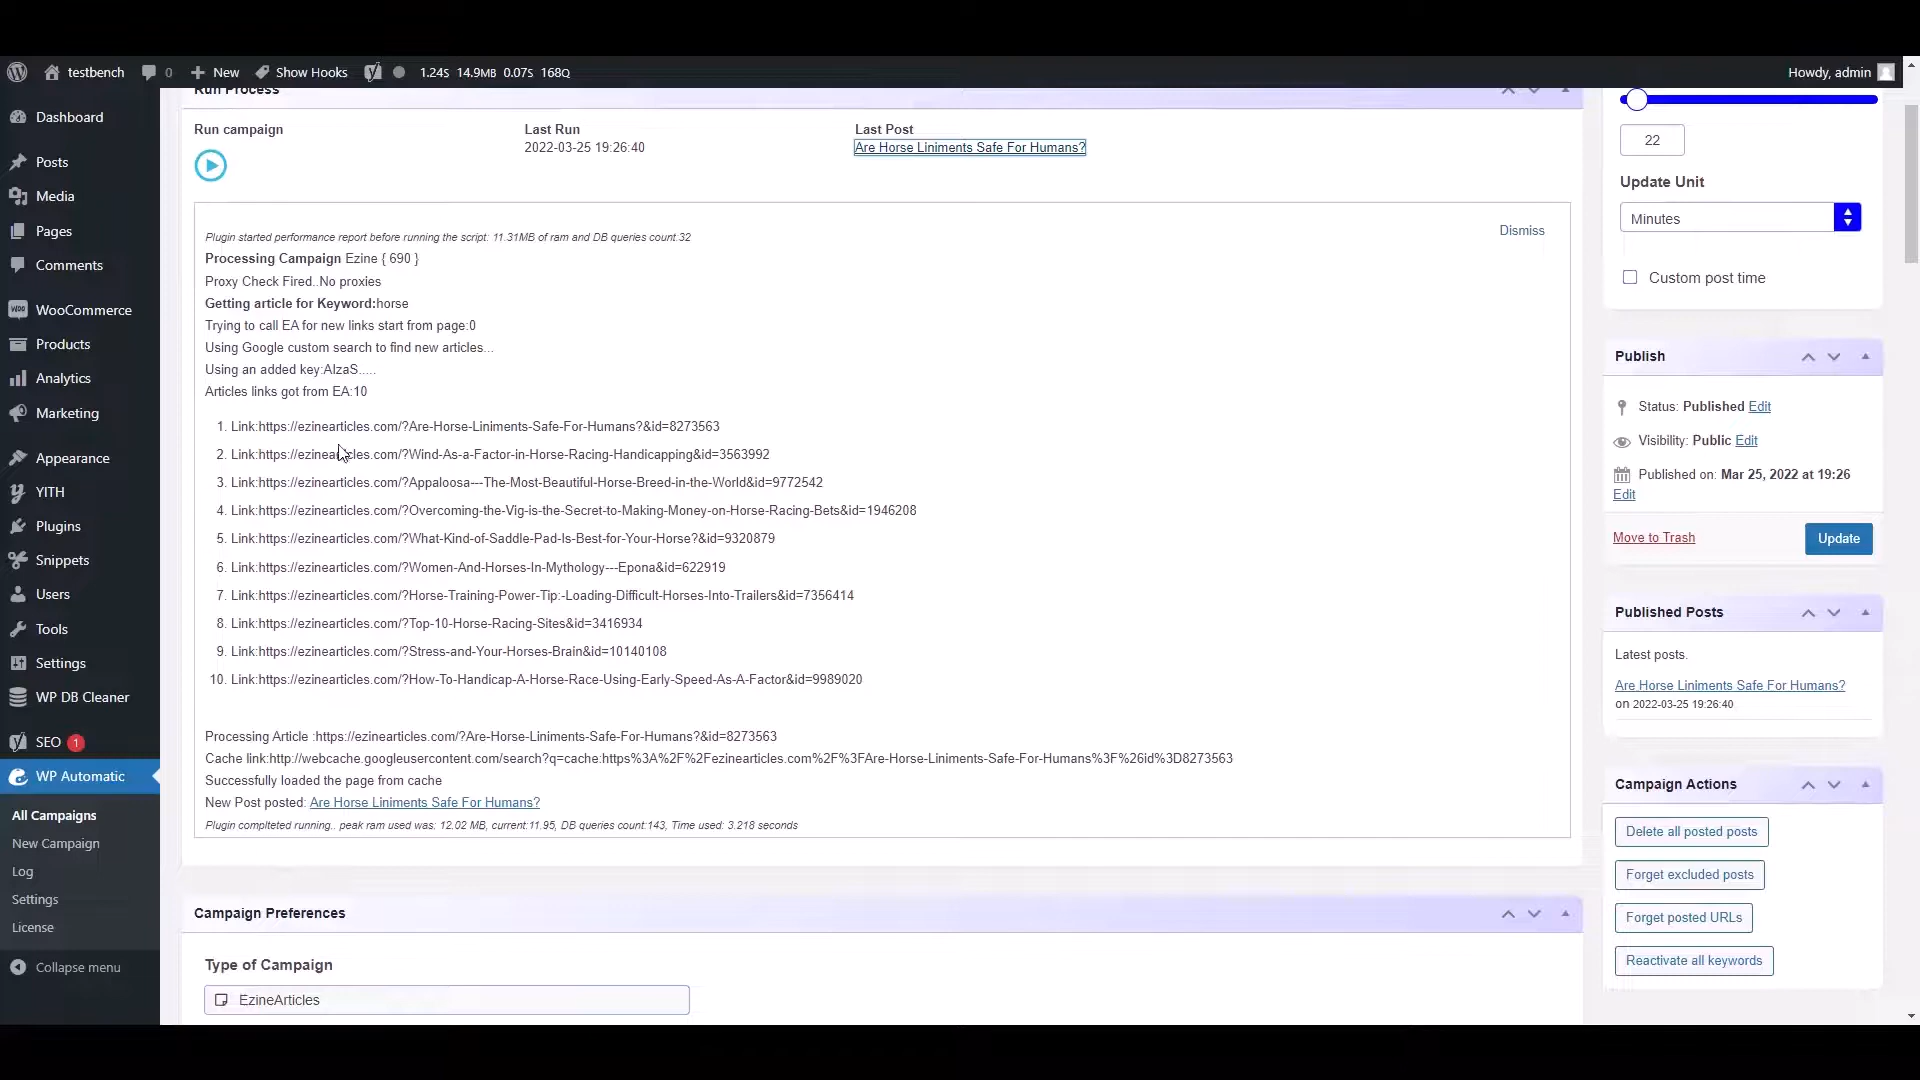 testbench
0
New
Show Hooks
1.24S 14.9MB 0.07S 168Q
Howdy, admin
Dashboard
Posts
Media
Pages
Comments
WooCommerce
Products
Analytics
Marketing
Appearance
YITH
Plugins
Snippets
Users
Tools
Settings
WP DB Cleaner
SEO 1
WP Automatic
All Campaigns
New Campaign
Log
Settings
License
Collapse menu
Run Process
Run campaign
Last Run
2022-03-25 19:26:40
Last Post
Are Horse Liniments Safe For Humans?
Dismiss
Plugin started performance report before running the script: 11.31MB of ram and DB queries count:32
Processing Campaign Ezine { 690 }
Proxy Check Fired..No proxies
Getting article for Keyword:horse
Trying to call EA for new links start from page:0
Using Google custom search to find new articles...
Using an added key:AlzaS.....
Articles links got from EA:10
1. Link:https://ezinearticles.com/?Are-Horse-Liniments-Safe-For-Humans?&id=8273563
2. Link:https://ezinearticles.com/?Wind-As-a-Factor-in-Horse-Racing-Handicapping&id=3563992
3. Link:https://ezinearticles.com/?Appaloosa---The-Most-Beautiful-Horse-Breed-in-the-World&id=9772542
4. Link:https://ezinearticles.com/?Overcoming-the-Vig-is-the-Secret-to-Making-Money-on-Horse-Racing-Bets&id=1946208
5. Link:https://ezinearticles.com/?What-Kind-of-Saddle-Pad-Is-Best-for-Your-Horse?&id=9320879
6. Link:https://ezinearticles.com/?Women-And-Horses-In-Mythology---Epona&id=622919
7. Link:https://ezinearticles.com/?Horse-Training-Power-Tip:-Loading-Difficult-Horses-Into-Trailers&id=7356414
8. Link:https://ezinearticles.com/?Top-10-Horse-Racing-Sites&id=3416934
9. Link:https://ezinearticles.com/?Stress-and-Your-Horses-Brain&id=10140108
10. Link:https://ezinearticles.com/?How-To-Handicap-A-Horse-Race-Using-Early-Speed-As-A-Factor&id=9989020
Processing Article :https://ezinearticles.com/?Are-Horse-Liniments-Safe-For-Humans?&id=8273563
Cache link:http://webcache.googleusercontent.com/search?q=cache:https%3A%2F%2Fezinearticles.com%2F%3FAre-Horse-Liniments-Safe-For-Humans%3F%26id%3D8273563
Successfully loaded the page from cache
New Post posted: Are Horse Liniments Safe For Humans?
Plugin complteted running.. peak ram used was: 12.02 MB, current:11.95, DB queries count:143, Time used: 3.218 seconds
Campaign Preferences
Type of Campaign
EzineArticles
22
Update Unit
Minutes
Custom post time
Publish
Status: Published Edit
Visibility: Public Edit
Published on: Mar 25, 2022 at 19:26
Edit
Move to Trash
Update
Published Posts
Latest posts.
Are Horse Liniments Safe For Humans?
on 2022-03-25 19:26:40
Campaign Actions
Delete all posted posts
Forget excluded posts
Forget posted URLs
Reactivate all keywords